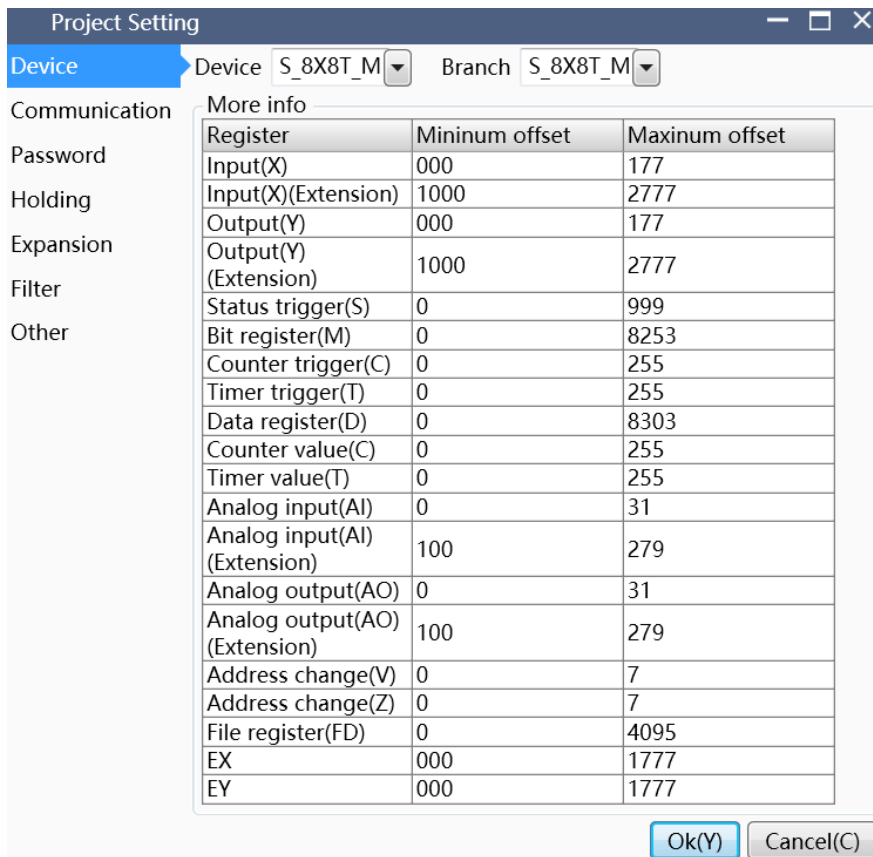 Project Setting
Device
Communication
Password
Holding
Expansion
Filter
Other
Device S_8X8T_M Branch S_8X8T_M
More info
Register Mininum offset Maxinum offset
Input(X) 000 177
Input(X)(Extension) 1000 2777
Output(Y) 000 177
Output(Y)
(Extension) 1000 2777
Status trigger(S) 0 999
Bit register(M) 0 8253
Counter trigger(C) 0 255
Timer trigger(T) 0 255
Data register(D) 0 8303
Counter value(C) 0 255
Timer value(T) 0 255
Analog input(AI) 0 31
Analog input(AI)
(Extension) 100 279
Analog output(AO) 0 31
Analog output(AO)
(Extension) 100 279
Address change(V) 0 7
Address change(Z) 0 7
File register(FD) 0 4095
EX 000 1777
EY 000 1777
Ok(Y) Cancel(C)